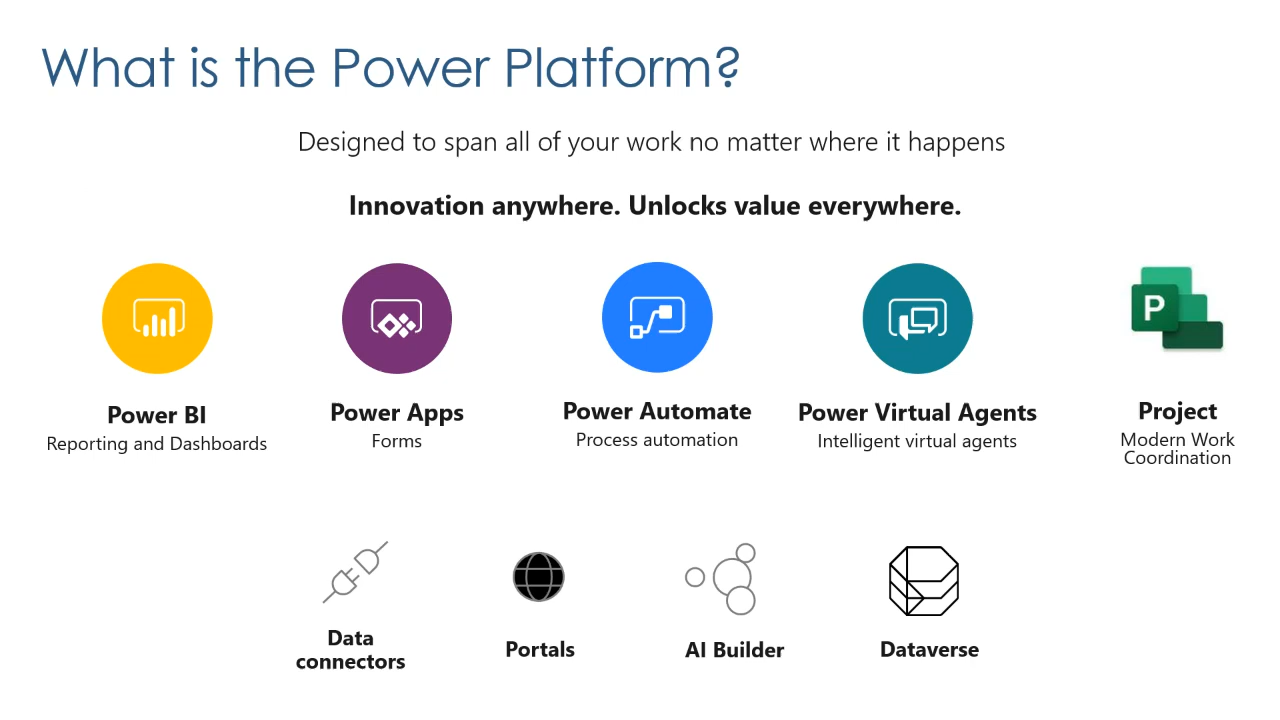 What is the Power Platform?
Designed to span all of your work no matter where it happens
Innovation anywhere. Unlocks value everywhere.
P
Power BI
Reporting and Dashboards
Power Apps
Forms
Power Automate
Process automation
Power Virtual Agents
Intelligent virtual agents
Project
Modern Work
Coordination
Data
connectors
Portals
AI Builder
Dataverse